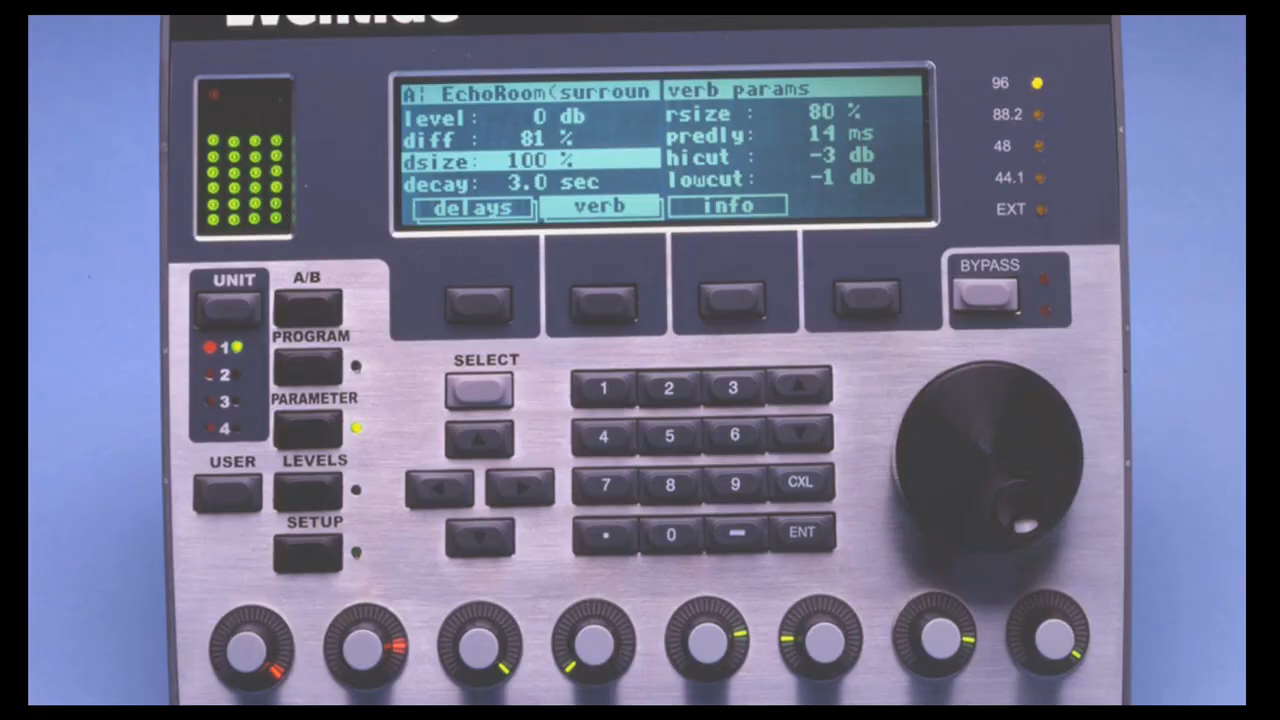 Eventide
A: EchoRoom(surroun
verb params
level: 0 db
rsize : 80 %
diff : 81 %
predly: 14 ms
dsize: 100 %
hicut : -3 db
decay: 3.0 sec
lowcut: -1 db
delays
verb
info
96
88.2
48
44.1
EXT
UNIT
A/B
BYPASS
PROGRAM
1
2
3
4
PARAMETER
USER
LEVELS
SETUP
SELECT
1 2 3
4 5 6
7 8 9 CXL
. 0 - ENT